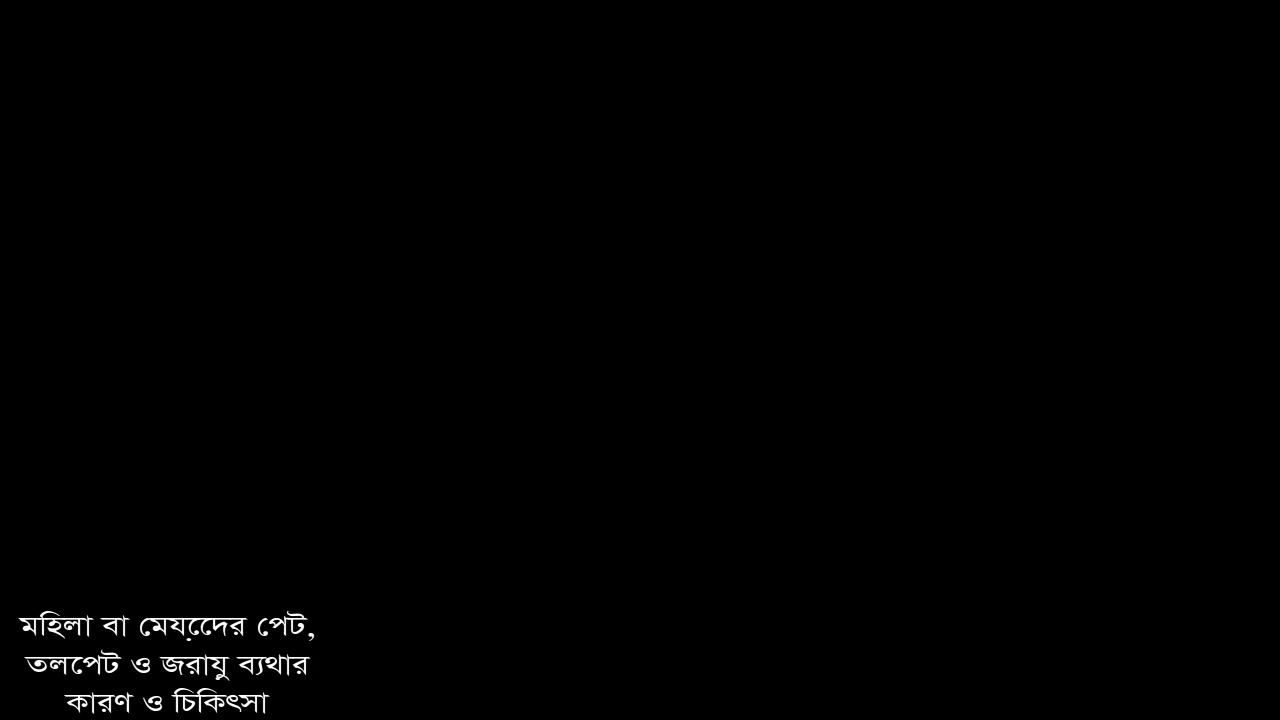 মহিলা বা মেয়েদের পেট,
তলপেট ও জরায়ু ব্যথার
কারণ ও চিকিৎসা